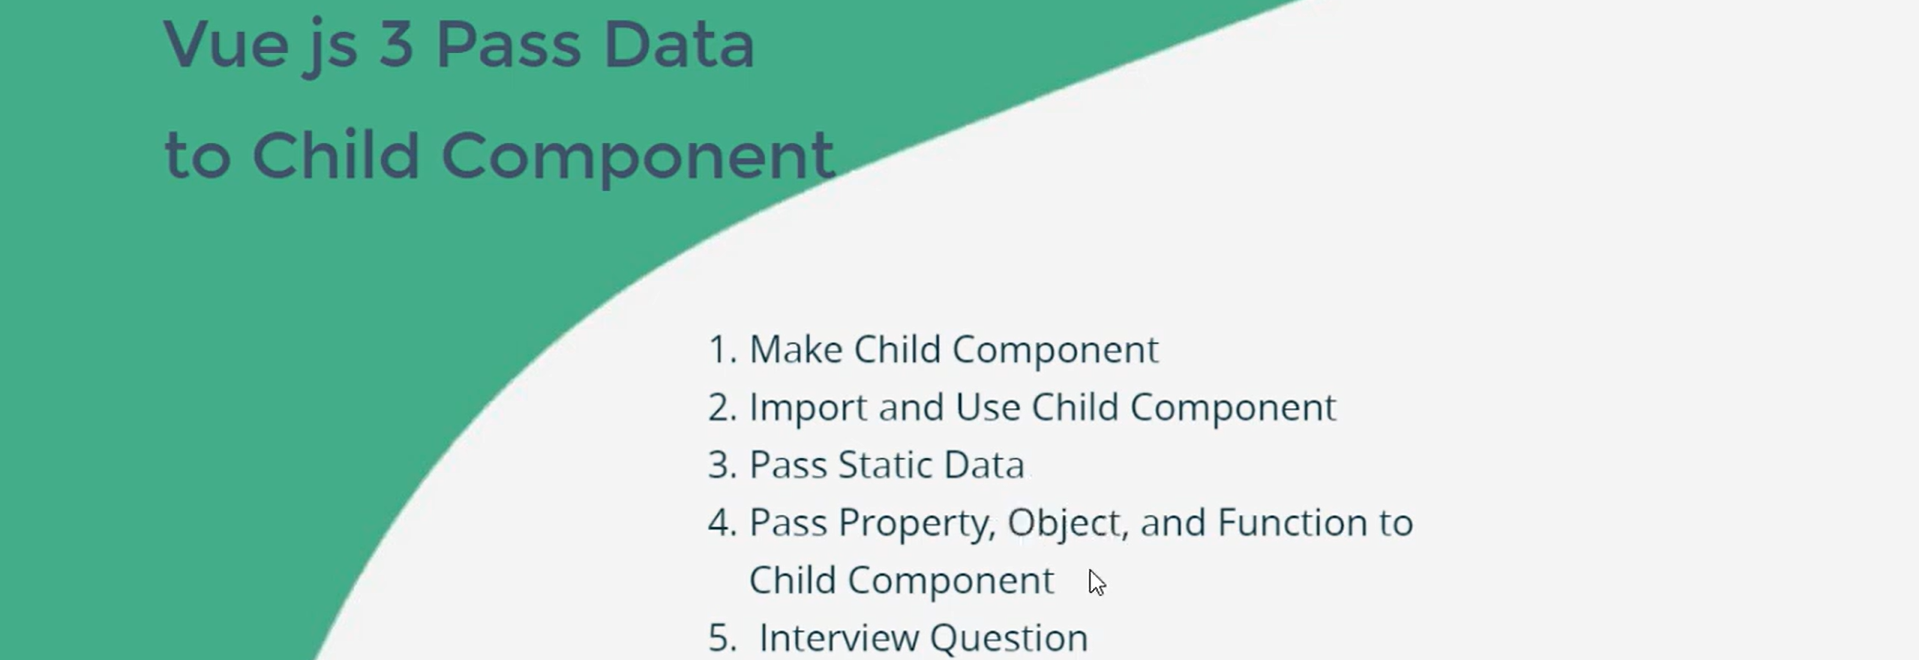 Vue js 3 Pass Data
to Child Component
1. Make Child Component
2. Import and Use Child Component
3. Pass Static Data
4. Pass Property, Object, and Function to
Child Component
5. Interview Question